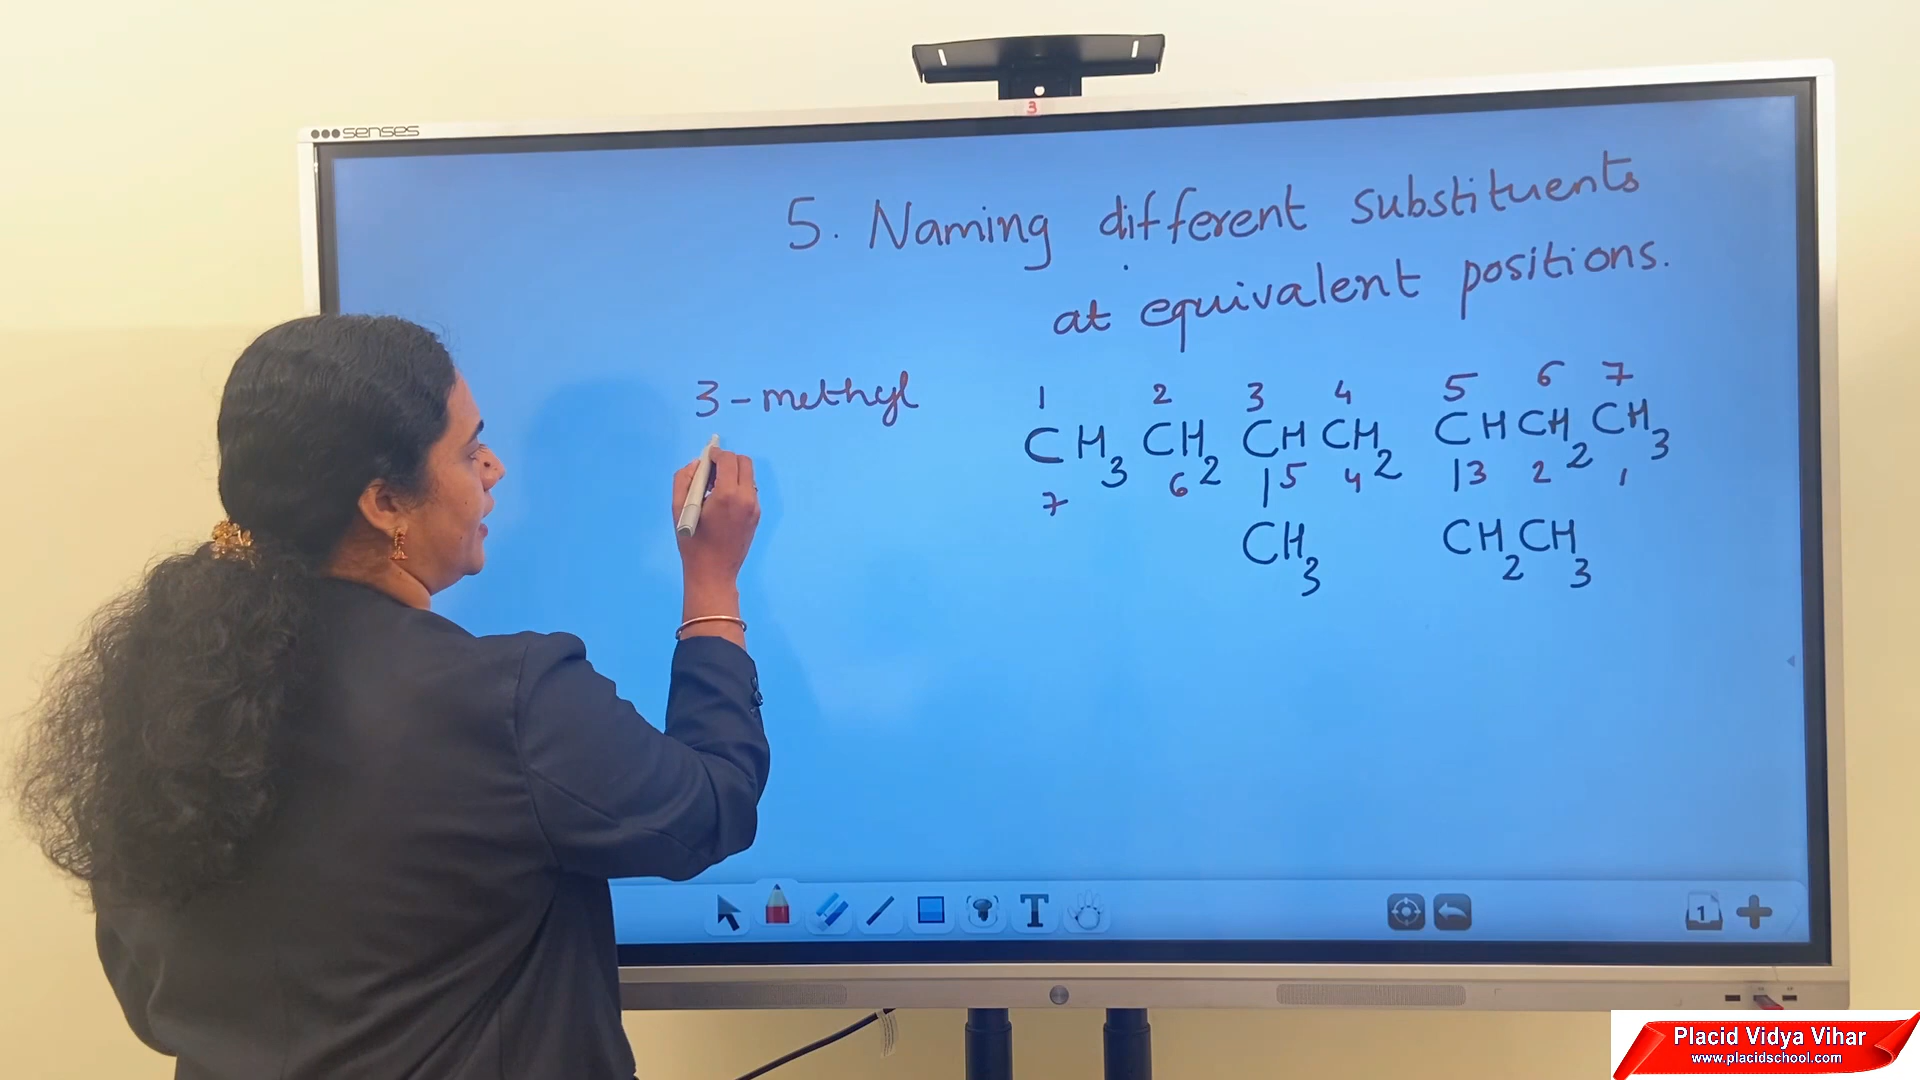 senses
3
5. Naming different substituents
at equivalent positions.
3-methyl
1 2 3 4 5 6 7
CH3 CH2 CH CH2 CH CH2 CH3
7 6 5 4 3 2 1
CH3 CH2CH3
T
1
Placid Vidya Vihar
www.placidschool.com